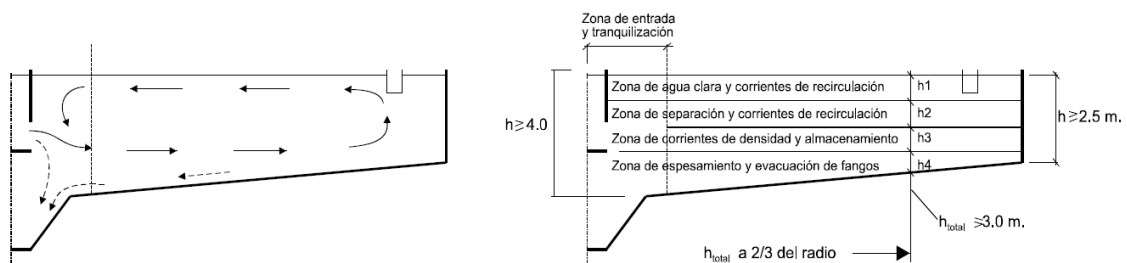 Zona de entrada
y tranquilización
Zona de agua clara y corrientes de recirculación
h1
Zona de separación y corrientes de recirculación
h2
h⩾4.0
h⩾2.5 m.
Zona de corrientes de densidad y almacenamiento
h3
Zona de espesamiento y evacuación de fangos
h4
htotal ⩾3.0 m.
htotal a 2/3 del radio